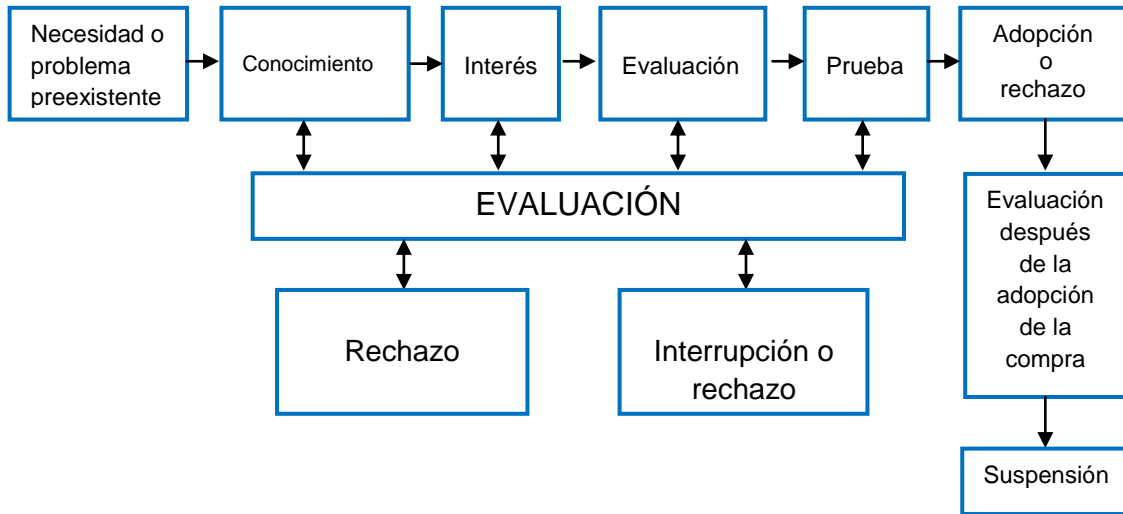 Necesidad o
problema
preexistente
Conocimiento
Interés
Evaluación
Prueba
Adopción
o
rechazo
EVALUACIÓN
Evaluación
después
de la
adopción
de la
compra
Rechazo
Interrupción o
rechazo
Suspensión